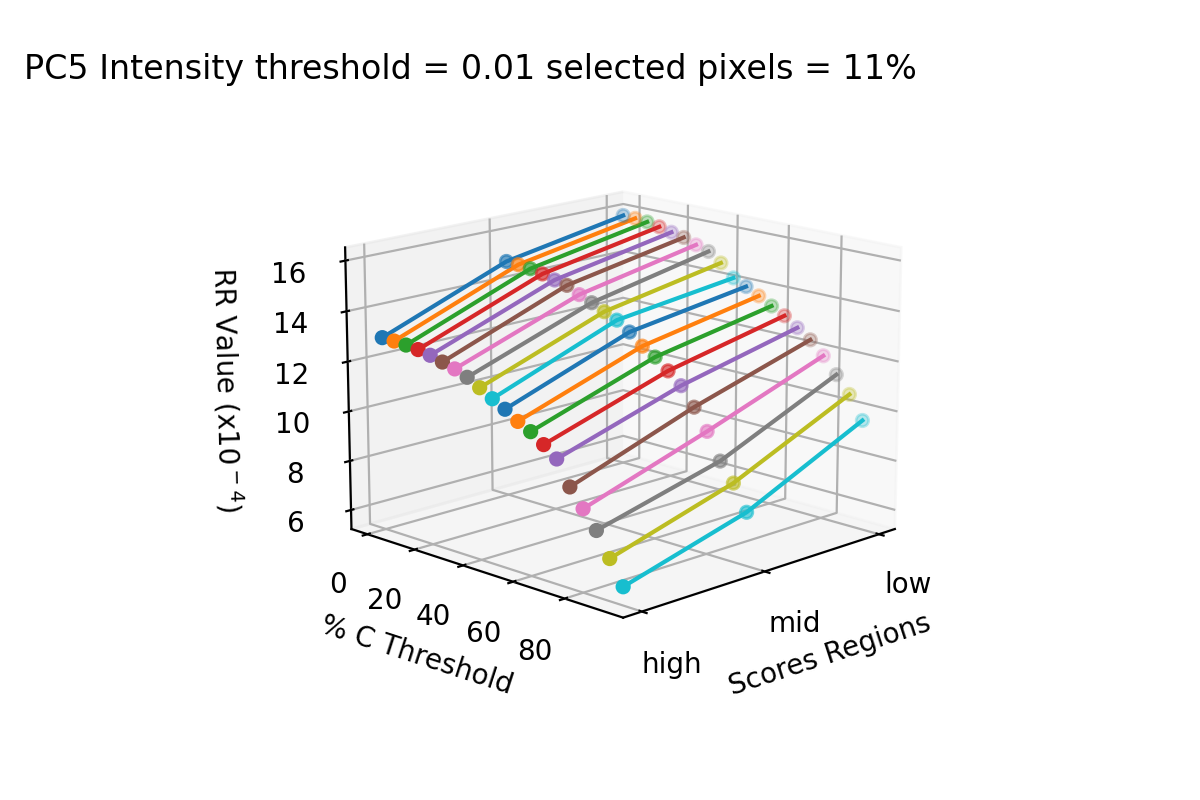 PC5 Intensity threshold = 0.01 selected pixels = 11%
RR Value (x10⁻⁴)
16
14
12
10
8
6
0
20
40
60
80
% C Threshold
high
mid
low
Scores Regions